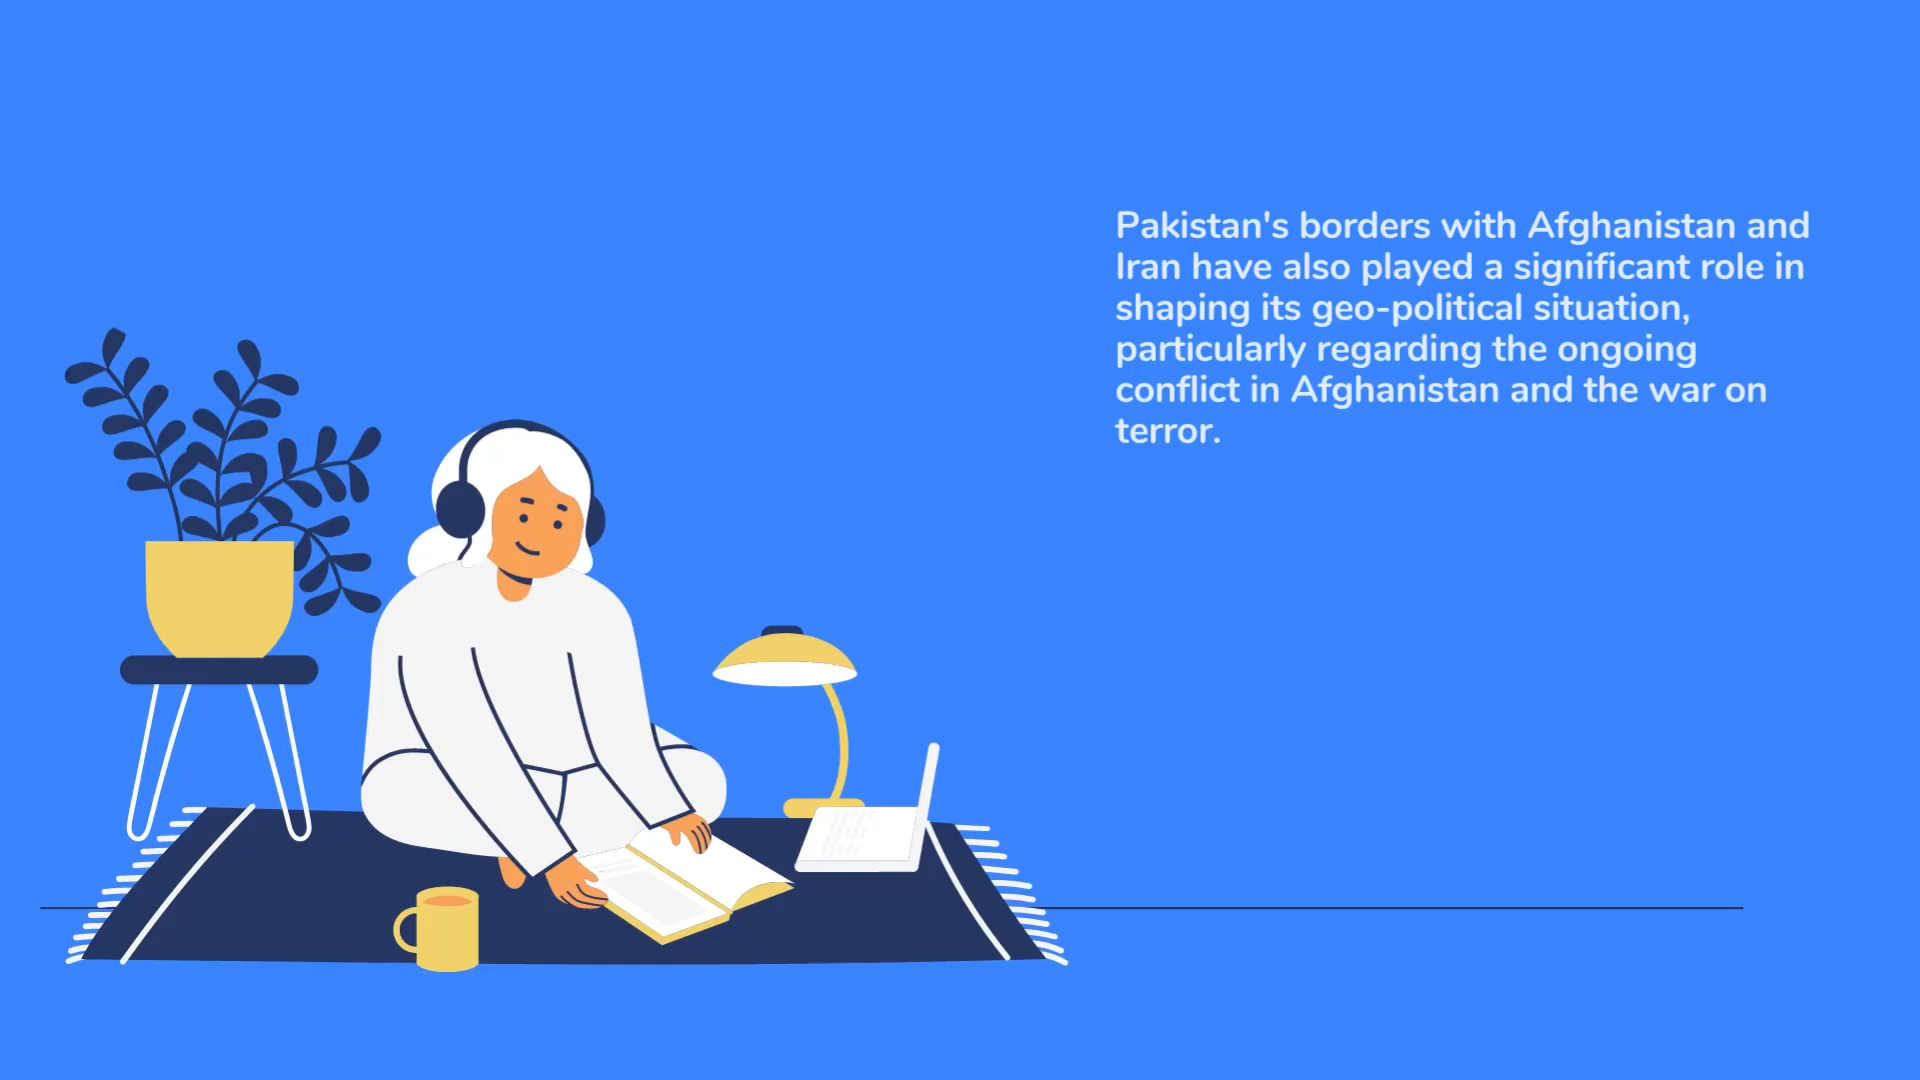 Pakistan's borders with Afghanistan and
Iran have also played a significant role in
shaping its geo-political situation,
particularly regarding the ongoing
conflict in Afghanistan and the war on
terror.